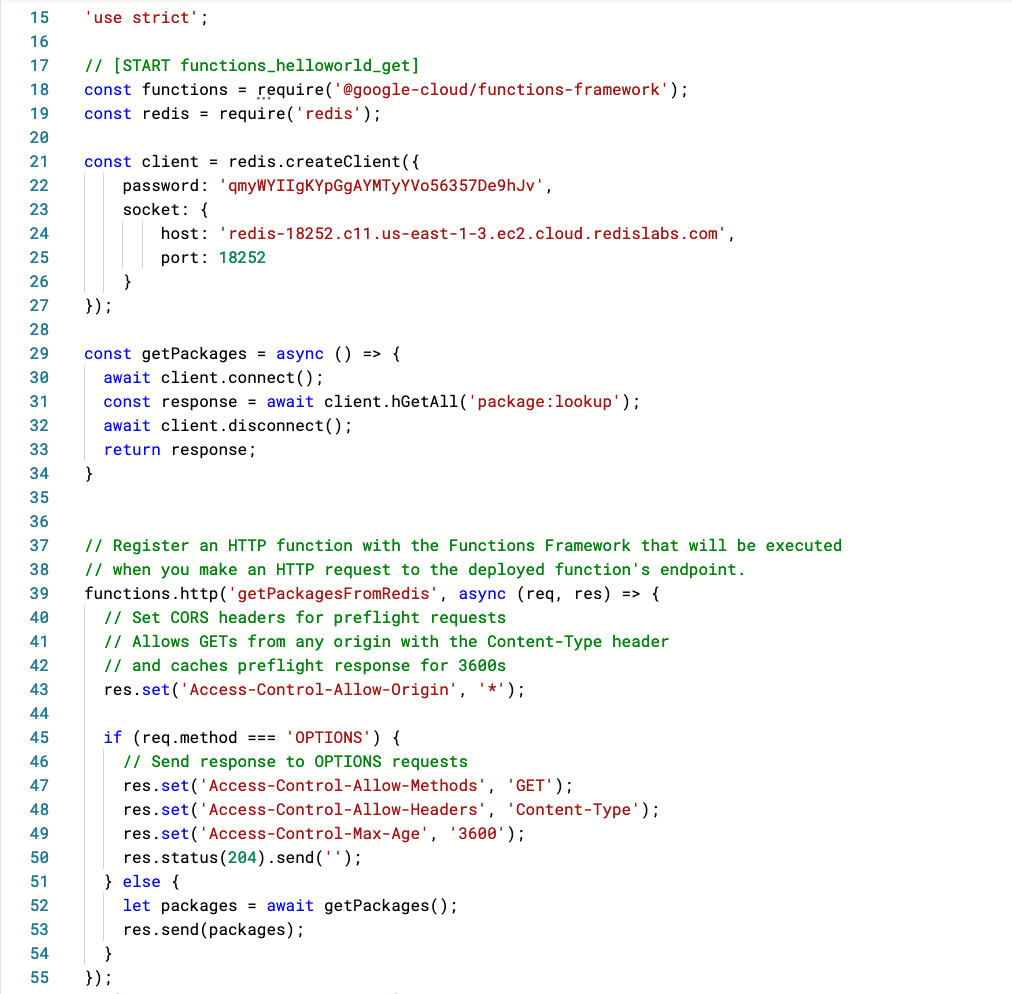 15 'use strict';
16
17 // [START functions_helloworld_get]
18 const functions = require('@google-cloud/functions-framework');
19 const redis = require('redis');
20
21 const client = redis.createClient({
22     password: 'qmyWYIIgKYpGgAYMTyYVo56357De9hJv',
23     socket: {
24         host: 'redis-18252.c11.us-east-1-3.ec2.cloud.redislabs.com',
25         port: 18252
26     }
27 });
28
29 const getPackages = async () => {
30   await client.connect();
31   const response = await client.hGetAll('package:lookup');
32   await client.disconnect();
33   return response;
34 }
35
36
37 // Register an HTTP function with the Functions Framework that will be executed
38 // when you make an HTTP request to the deployed function's endpoint.
39 functions.http('getPackagesFromRedis', async (req, res) => {
40   // Set CORS headers for preflight requests
41   // Allows GETs from any origin with the Content-Type header
42   // and caches preflight response for 3600s
43   res.set('Access-Control-Allow-Origin', '*');
44
45   if (req.method === 'OPTIONS') {
46     // Send response to OPTIONS requests
47     res.set('Access-Control-Allow-Methods', 'GET');
48     res.set('Access-Control-Allow-Headers', 'Content-Type');
49     res.set('Access-Control-Max-Age', '3600');
50     res.status(204).send('');
51   } else {
52     let packages = await getPackages();
53     res.send(packages);
54   }
55 });